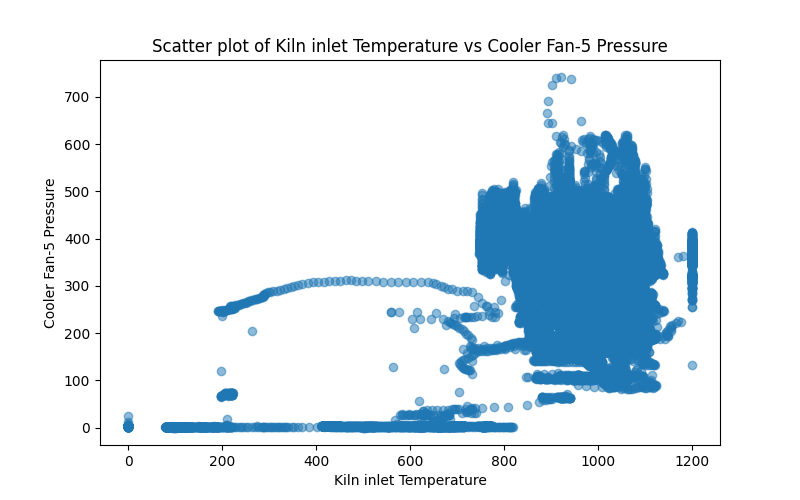 Scatter plot of Kiln inlet Temperature vs Cooler Fan-5 Pressure
700
600
500
400
300
200
100
0
Cooler Fan-5 Pressure
0 200 400 600 800 1000 1200
Kiln inlet Temperature